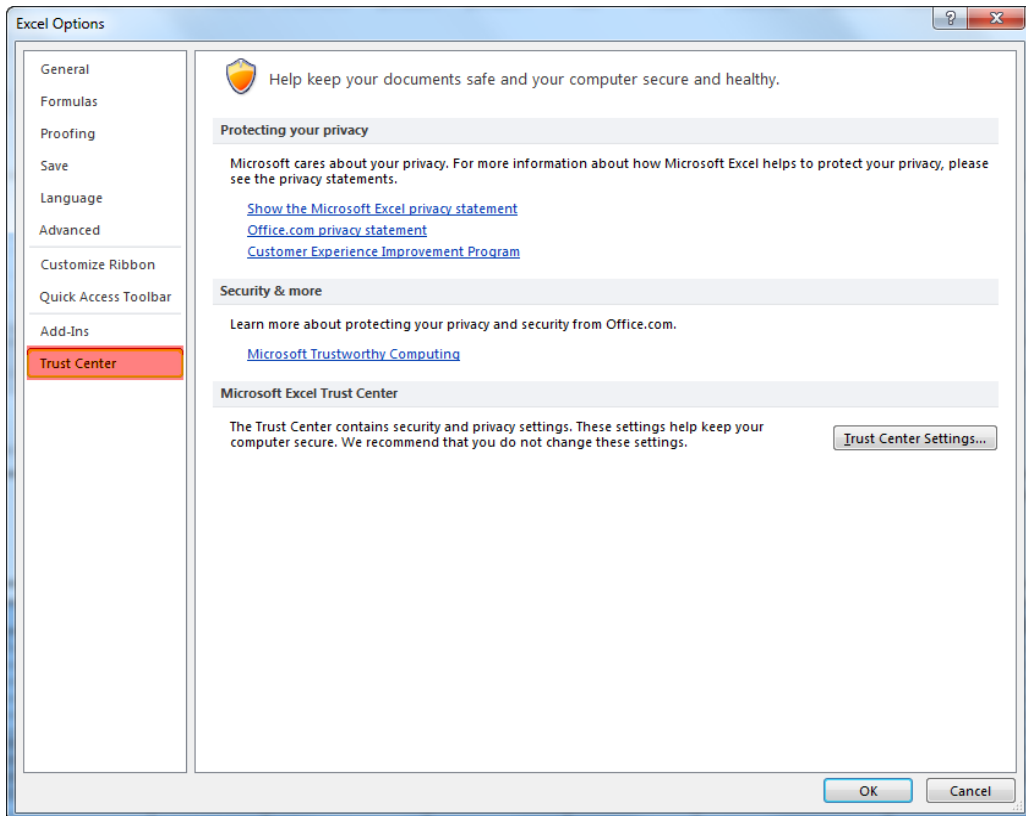 Excel Options
General
Formulas
Proofing
Save
Language
Advanced
Customize Ribbon
Quick Access Toolbar
Add-Ins
Trust Center
Help keep your documents safe and your computer secure and healthy.
Protecting your privacy
Microsoft cares about your privacy. For more information about how Microsoft Excel helps to protect your privacy, please
see the privacy statements.
Show the Microsoft Excel privacy statement
Office.com privacy statement
Customer Experience Improvement Program
Security & more
Learn more about protecting your privacy and security from Office.com.
Microsoft Trustworthy Computing
Microsoft Excel Trust Center
The Trust Center contains security and privacy settings. These settings help keep your
computer secure. We recommend that you do not change these settings.
Trust Center Settings...
OK
Cancel